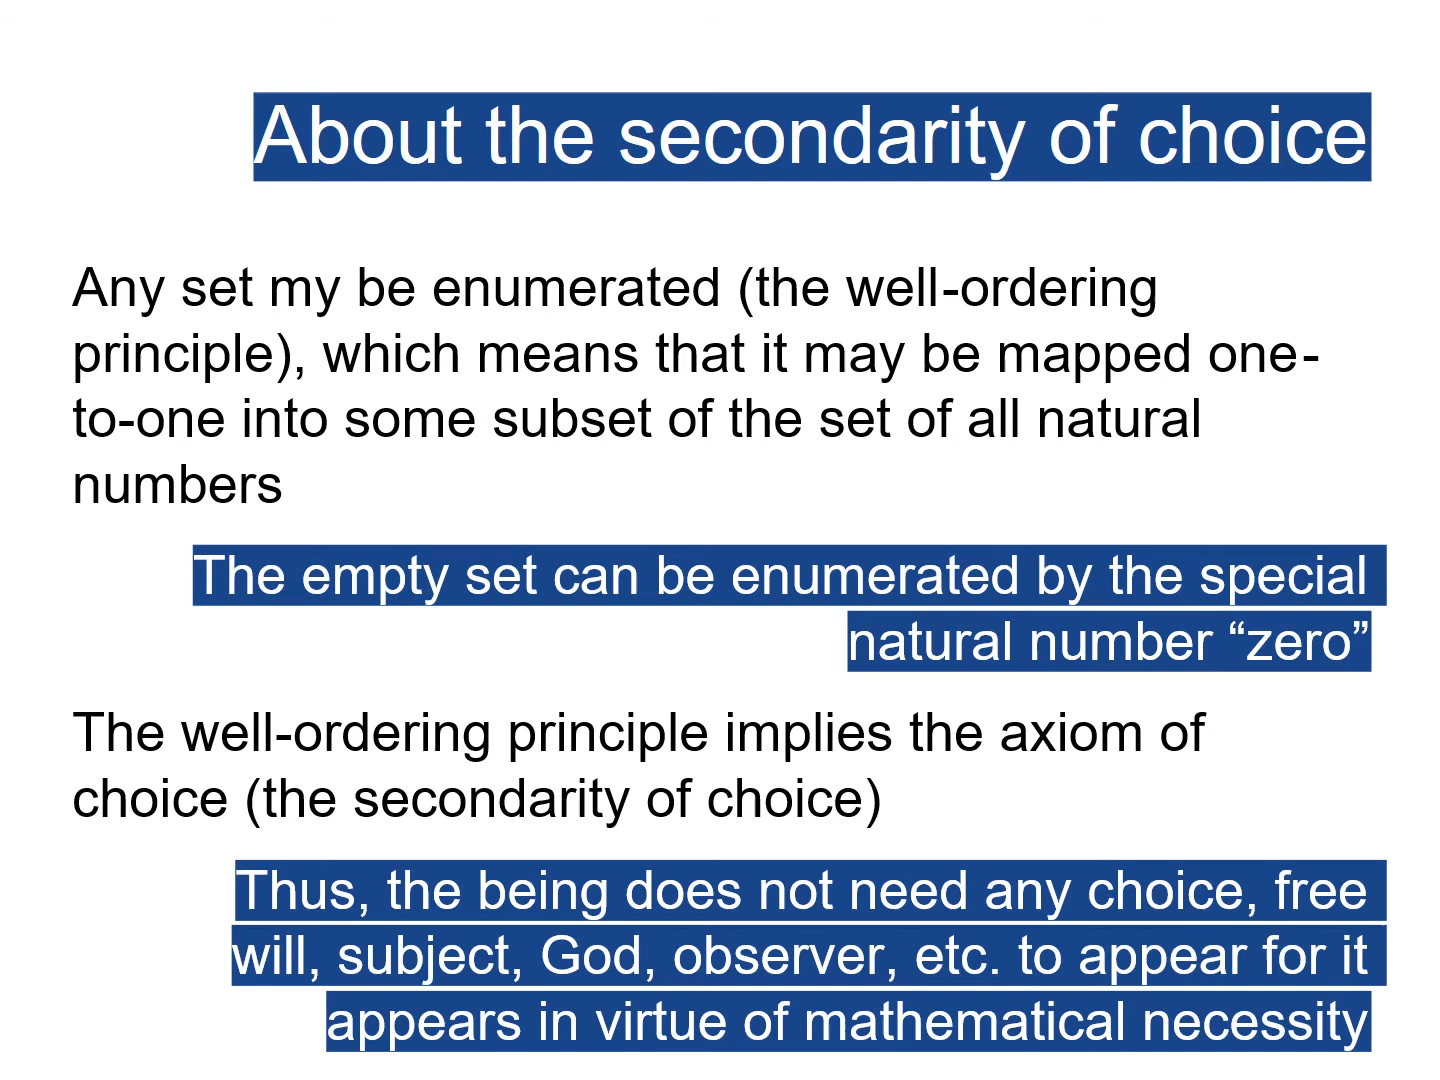 About the secondarity of choice
Any set my be enumerated (the well-ordering
principle), which means that it may be mapped one-
to-one into some subset of the set of all natural
numbers
The empty set can be enumerated by the special
natural number “zero”
The well-ordering principle implies the axiom of
choice (the secondarity of choice)
Thus, the being does not need any choice, free
will, subject, God, observer, etc. to appear for it
appears in virtue of mathematical necessity